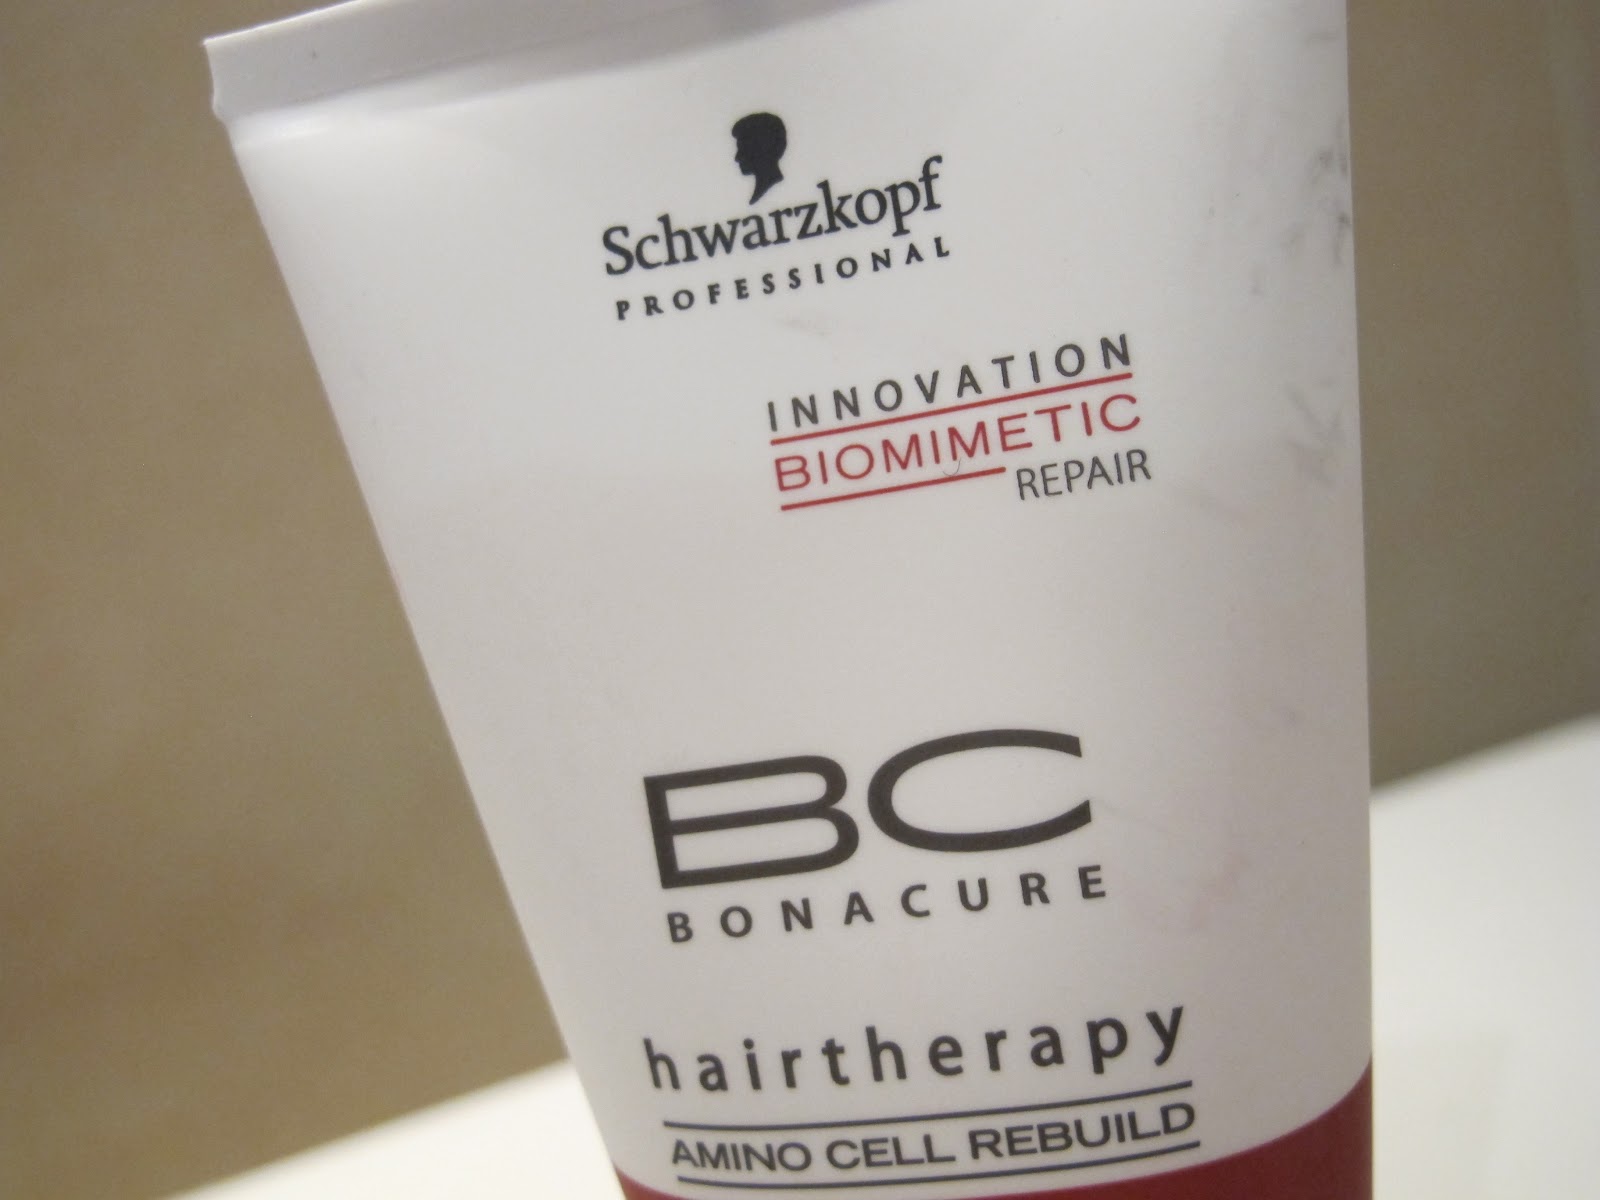 Schwarzkopf
PROFESSIONAL
INNOVATION
BIOMIMETIC
REPAIR
BC
BONACURE
hairtherapy
AMINO CELL REBUILD